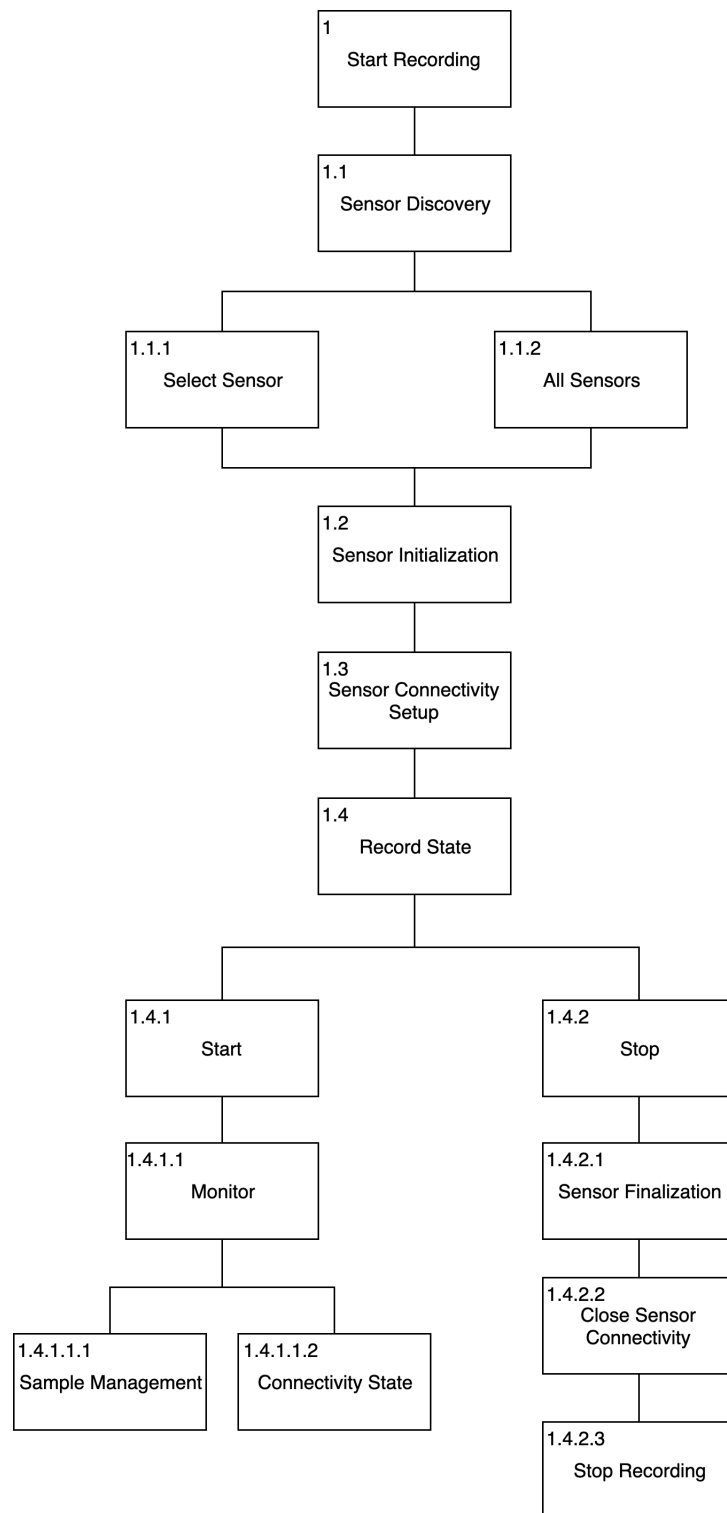 1
Start Recording
1.1
Sensor Discovery
1.1.1
Select Sensor
1.1.2
All Sensors
1.2
Sensor Initialization
1.3
Sensor Connectivity
Setup
1.4
Record State
1.4.1
Start
1.4.2
Stop
1.4.1.1
Monitor
1.4.2.1
Sensor Finalization
1.4.2.2
Close Sensor
Connectivity
1.4.1.1.1
Sample Management
1.4.1.1.2
Connectivity State
1.4.2.3
Stop Recording